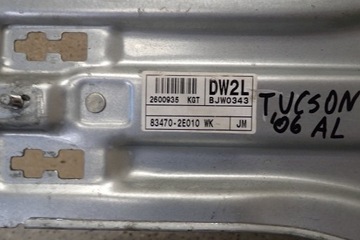 DW2L
2600935 KGT BJW0343
83470-2E010 WK JM
TUCSON
'06 AL